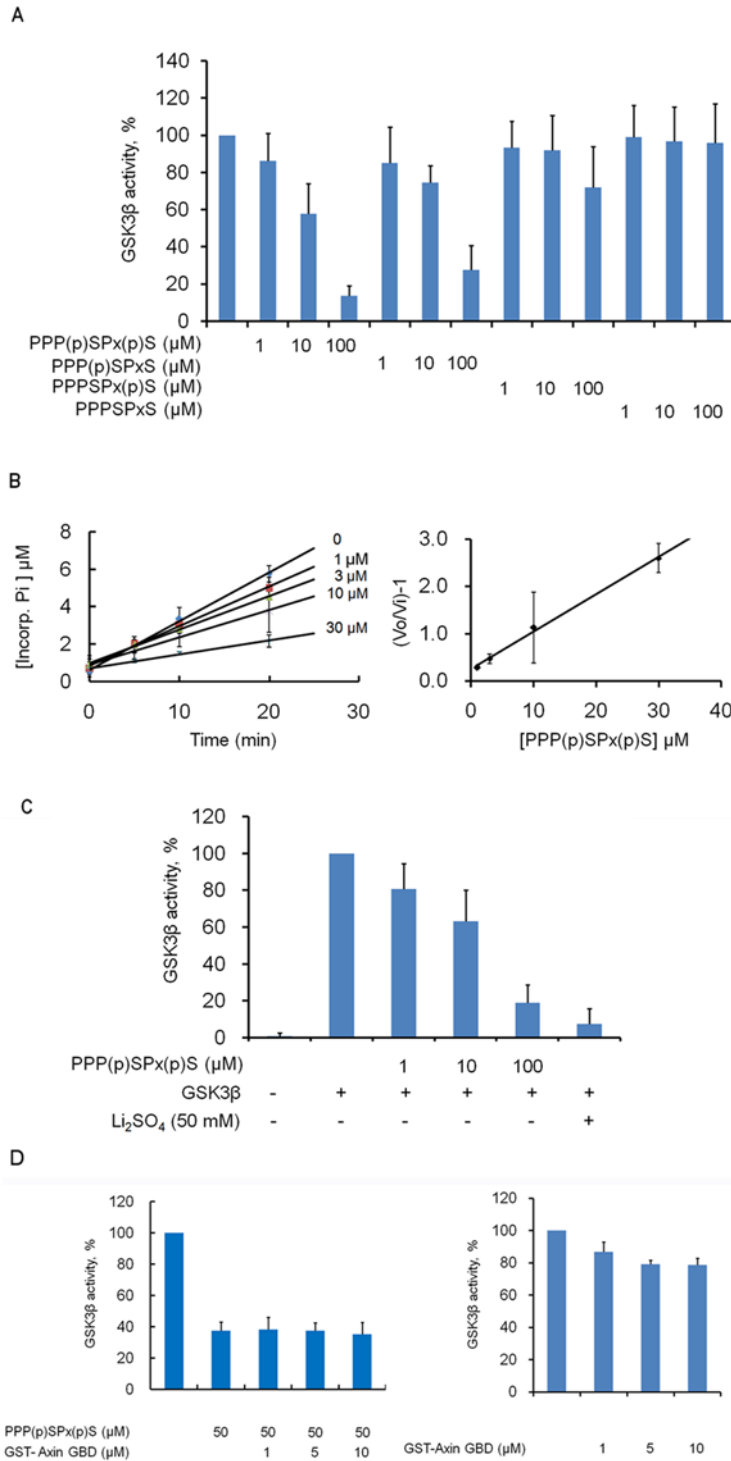 A
GSK3β activity, %
140
120
100
80
60
40
20
0
PPP(p)SPx(p)S (µM) 1 10 100
PPP(p)SPxS (µM) 1 10 100
PPPSPx(p)S (µM) 1 10 100
PPPSPxS (µM) 1 10 100
B
[Incorp. Pi ] µM
8
6
4
2
0
0
1 µM
3 µM
10 µM
30 µM
0 10 20 30
Time (min)
(Vo/Vi)-1
3.0
2.0
1.0
0.0
0 10 20 30 40
[PPP(p)SPx(p)S] µM
C
GSK3β activity, %
120
100
80
60
40
20
0
PPP(p)SPx(p)S (µM) 1 10 100
GSK3β - + + + + +
Li₂SO₄ (50 mM) - - - - - +
D
GSK3β activity, %
120
100
80
60
40
20
0
PPP(p)SPx(p)S (µM) 50 50 50 50
GST- Axin GBD (µM) 1 5 10
GSK3β activity, %
120
100
80
60
40
20
0
GST-Axin GBD (µM) 1 5 10